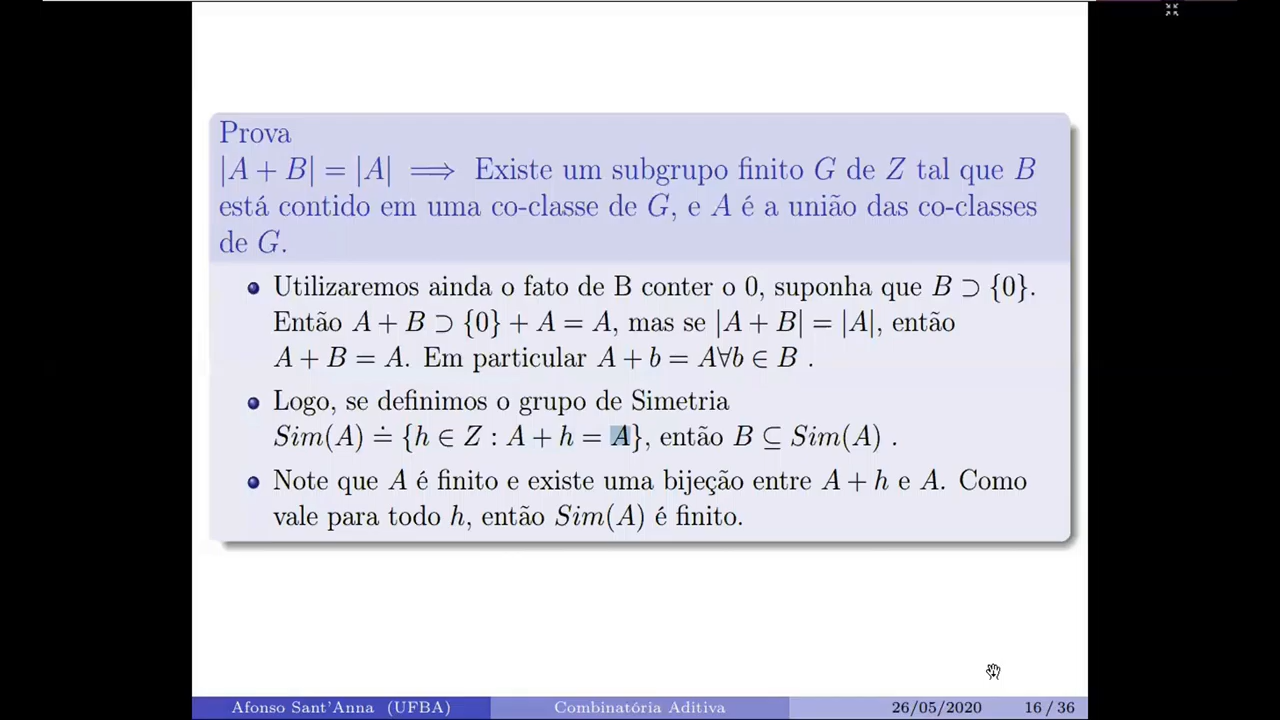 Prova
|A + B| = |A| ⟹ Existe um subgrupo finito G de Z tal que B
está contido em uma co-classe de G, e A é a união das co-classes
de G.
Utilizaremos ainda o fato de B conter o 0, suponha que B ⊃ {0}.
Então A + B ⊃ {0} + A = A, mas se |A + B| = |A|, então
A + B = A. Em particular A + b = A∀b ∈ B .
Logo, se definimos o grupo de Simetria
Sim(A) ≐ {h ∈ Z : A + h = A}, então B ⊆ Sim(A) .
Note que A é finito e existe uma bijeção entre A + h e A. Como
vale para todo h, então Sim(A) é finito.
Afonso Sant'Anna (UFBA) Combinatória Aditiva 26/05/2020 16 / 36